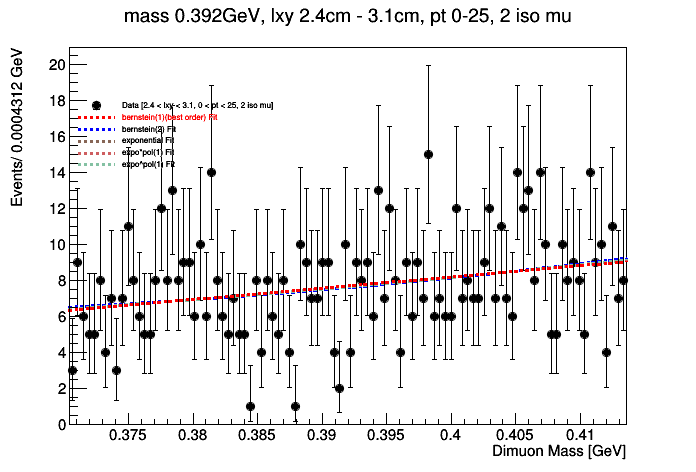 mass 0.392GeV, lxy 2.4cm - 3.1cm, pt 0-25, 2 iso mu
Events/ 0.0004312 GeV
20
18
16
14
12
10
8
6
4
2
0
Data [2.4 < lxy < 3.1, 0 < pt < 25, 2 iso mu]
bernstein(1)(best order) Fit
bernstein(2) Fit
exponential Fit
expo*pol(1) Fit
expo^pol(1) Fit
0.375 0.38 0.385 0.39 0.395 0.4 0.405 0.41
Dimuon Mass [GeV]